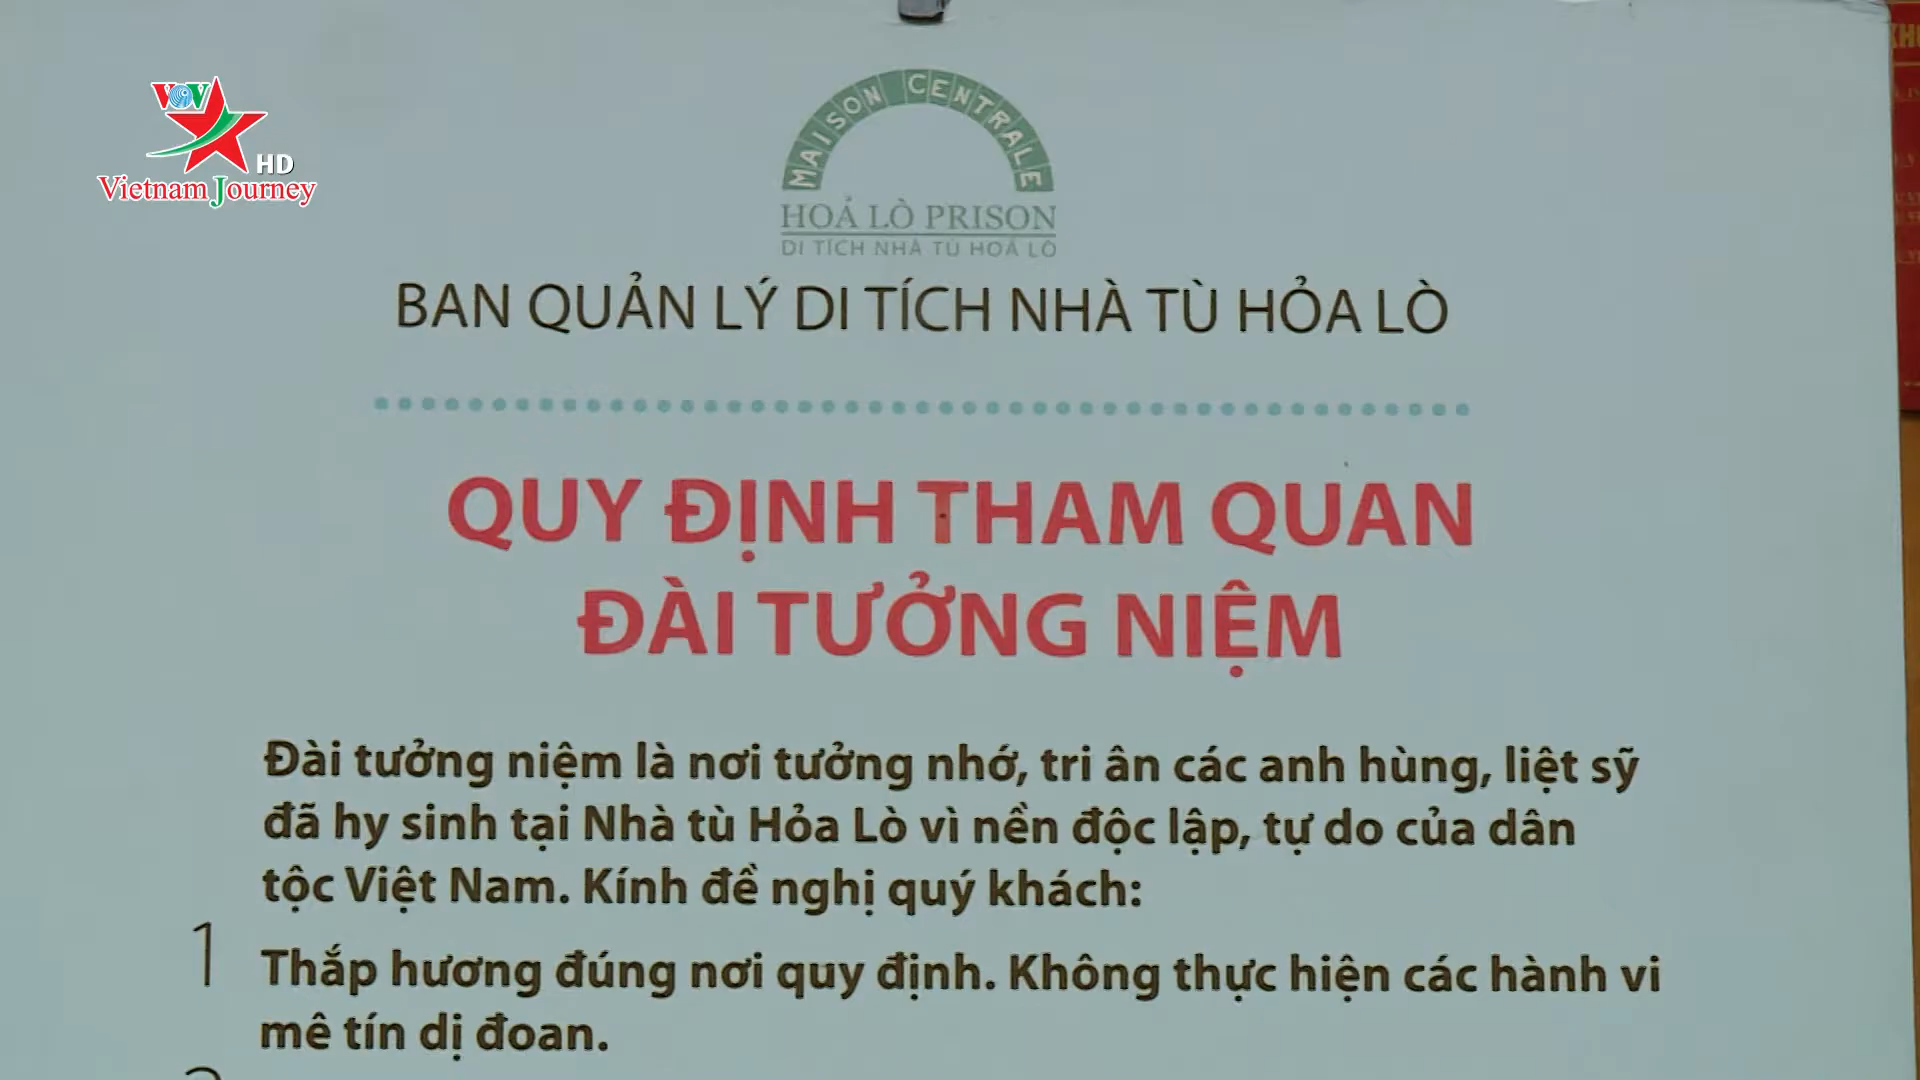 VOV
HD
Vietnam Journey
MAISON CENTRALE
HOẢ LÒ PRISON
DI TÍCH NHÀ TÙ HOẢ LÒ
BAN QUẢN LÝ DI TÍCH NHÀ TÙ HỎA LÒ
QUY ĐỊNH THAM QUAN
ĐÀI TƯỞNG NIỆM
Đài tưởng niệm là nơi tưởng nhớ, tri ân các anh hùng, liệt sỹ
đã hy sinh tại Nhà tù Hỏa Lò vì nền độc lập, tự do của dân
tộc Việt Nam. Kính đề nghị quý khách:
1 Thắp hương đúng nơi quy định. Không thực hiện các hành vi
mê tín dị đoan.